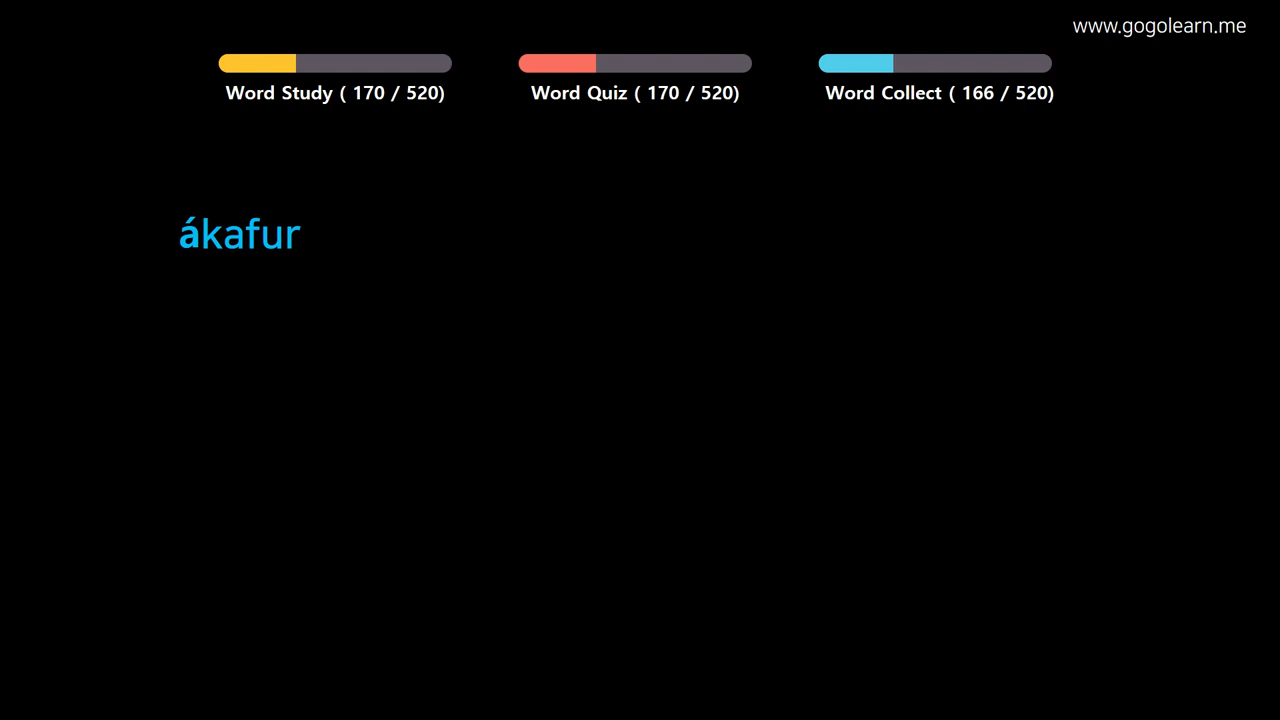 www.gogolearn.me
Word Study ( 170 / 520)
Word Quiz ( 170 / 520)
Word Collect ( 166 / 520)
ákafur